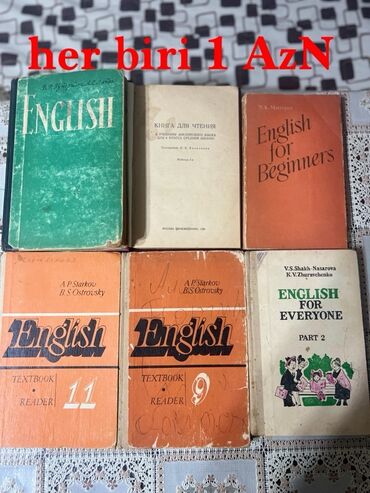 her biri 1 AzN
ENGLISH
КНИГА ДЛЯ ЧТЕНИЯ
English
for
Beginners
A.P.Starkov
B.S.Ostrovsky
English
TEXTBOOK
READER
11
A.P.Starkov
B.S.Ostrovsky
English
TEXTBOOK
READER
9
V.S.Shakh-Nazarova
K.V.Zhuravchenko
ENGLISH
FOR
EVERYONE
PART 2